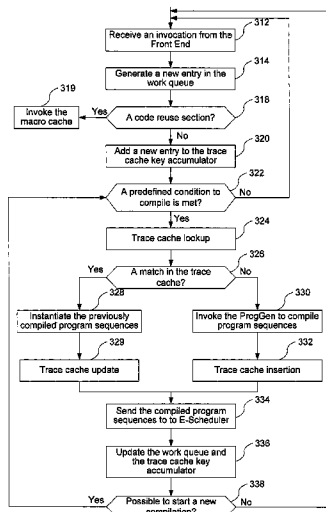 312
Receive an invocation from the
Front End
314
Generate a new entry in the
work queue
319
318
Invoke the
macro cache
Yes
A code reuse section?
No
320
Add a new entry to the trace
cache key accumulator
322
A predefined condition to
compile is met?
No
Yes
324
Trace cache lookup
326
Yes
A match in the trace
cache?
No
328
330
Instantiate the previously
compiled program sequences
Invoke the ProgGen to compile
program sequences
329
332
Trace cache update
Trace cache insertion
334
Send the compiled program
sequences to to E-Scheduler
336
Update the work queue and
the trace cache key
accumulator
338
Yes
Possible to start a new
compilation?
No